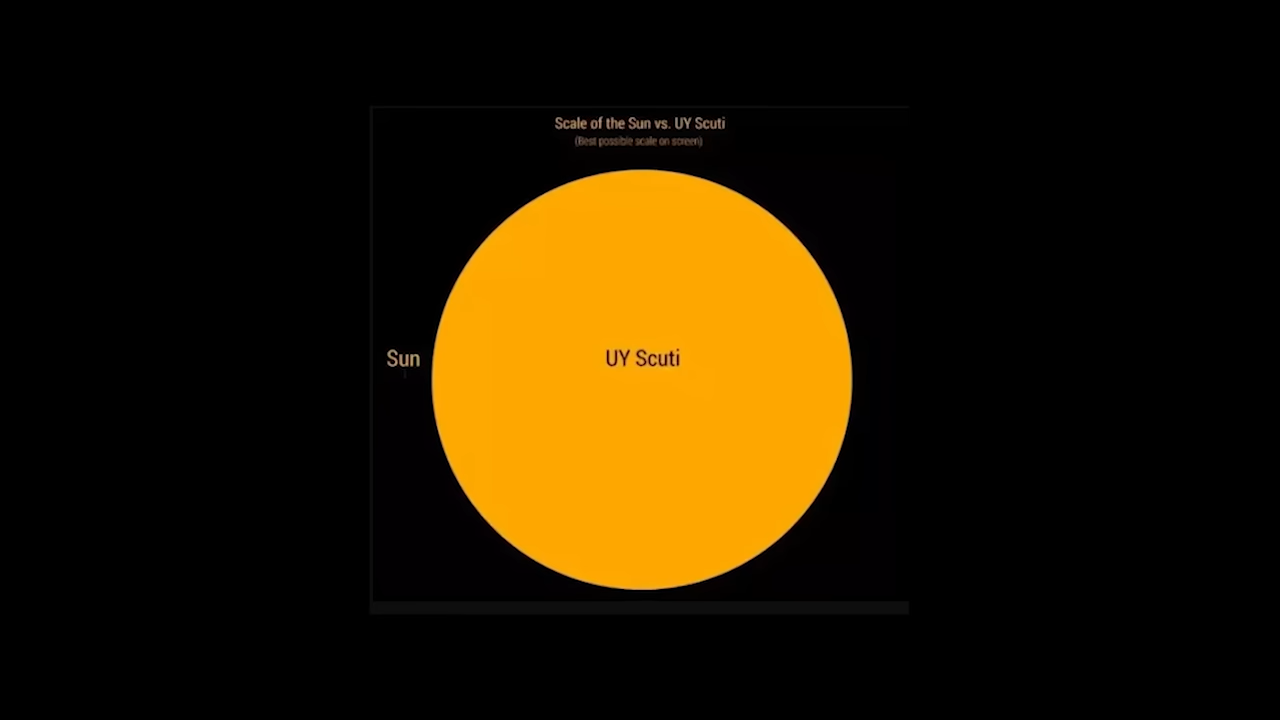 Scale of the Sun vs. UY Scuti
(Best possible scale on screen)
Sun
UY Scuti